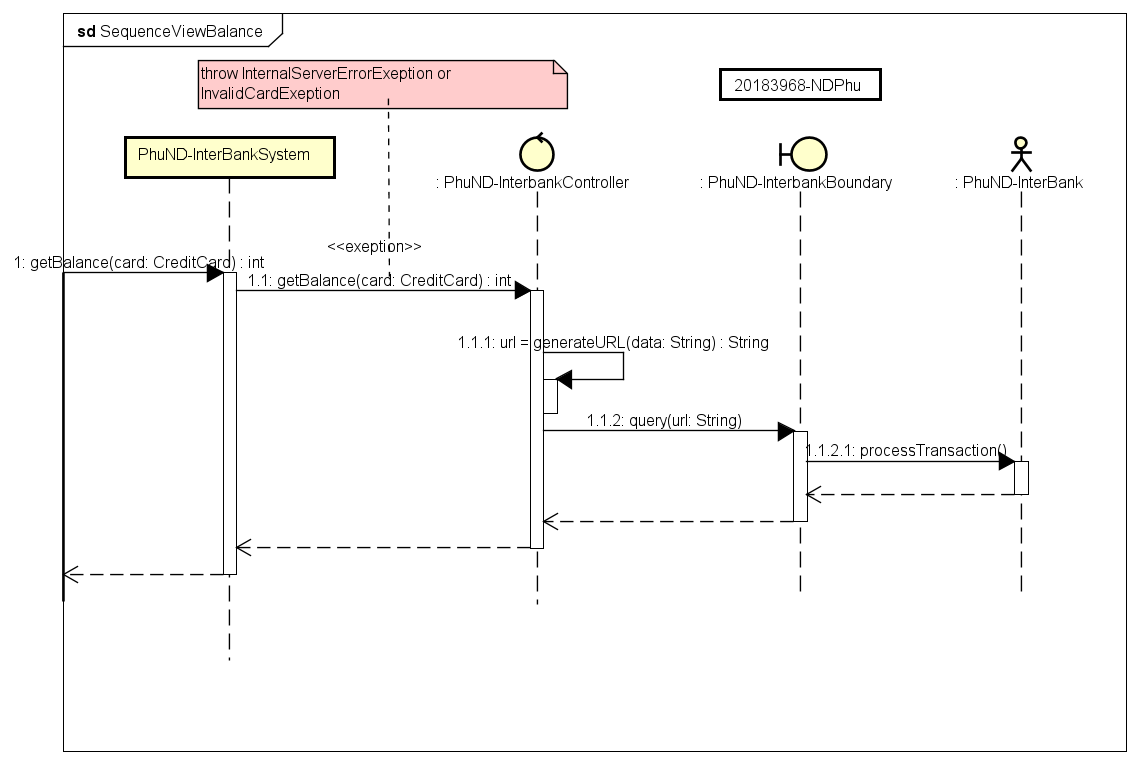 sd SequenceViewBalance
throw InternalServerErrorExeption or
InvalidCardExeption
20183968-NDPhu
PhuND-InterBankSystem
: PhuND-InterbankController
: PhuND-InterbankBoundary
: PhuND-InterBank
<<exeption>>
1: getBalance(card: CreditCard) : int
1.1: getBalance(card: CreditCard) : int
1.1.1: url = generateURL(data: String) : String
1.1.2: query(url: String)
1.1.2.1: processTransaction()